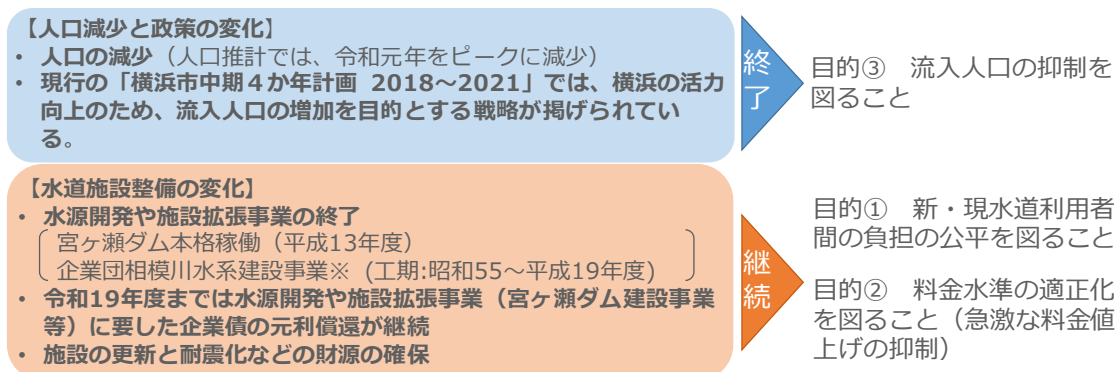 【人口減少と政策の変化】
• 人口の減少（人口推計では、令和元年をピークに減少）
• 現行の「横浜市中期４か年計画 2018～2021」では、横浜の活力
向上のため、流入人口の増加を目的とする戦略が掲げられてい
る。
終
了
目的③　流入人口の抑制を
図ること
【水道施設整備の変化】
• 水源開発や施設拡張事業の終了
宮ヶ瀬ダム本格稼働（平成13年度）
企業団相模川水系建設事業※ (工期:昭和55～平成19年度)
• 令和19年度までは水源開発や施設拡張事業（宮ヶ瀬ダム建設事業
等）に要した企業債の元利償還が継続
• 施設の更新と耐震化などの財源の確保
継
続
目的①　新・現水道利用者
間の負担の公平を図ること
目的②　料金水準の適正化
を図ること（急激な料金値
上げの抑制）